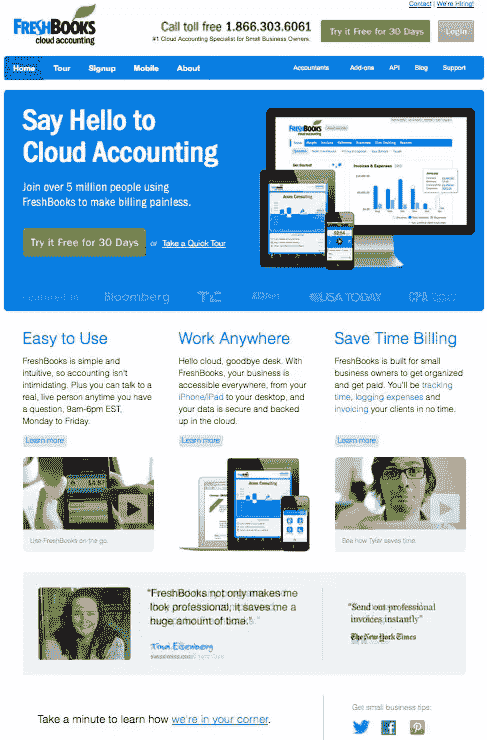 Contact | We're Hiring!
FRESHBOOKS
cloud accounting
Call toll free 1.866.303.6061
#1 Cloud Accounting Specialist for Small Business Owners
Try it Free for 30 Days
Login
Home
Tour
Signup
Mobile
About
Accountants
Add-ons
API
Blog
Support
Say Hello to
Cloud Accounting
Join over 5 million people using
FreshBooks to make billing painless.
Try it Free for 30 Days or Take a Quick Tour
FRESHBOOKS
Invoices & Expenses
Acme Consulting
Featured in
Bloomberg
TC
USA TODAY
CPA
Easy to Use
FreshBooks is simple and
intuitive, so accounting isn't
intimidating. Plus you can talk to a
real, live person anytime you have
a question, 9am-6pm EST,
Monday to Friday.
Learn more
Use FreshBooks on the go.
Work Anywhere
Hello cloud, goodbye desk. With
FreshBooks, your business is
accessible everywhere, from your
iPhone/iPad to your desktop, and
your data is secure and backed
up in the cloud.
Learn more
Acme Consulting
Save Time Billing
FreshBooks is built for small
business owners to get organized
and get paid. You'll be tracking
time, logging expenses and
invoicing your clients in no time.
Learn more
See how Tyler saves time.
"FreshBooks not only makes me
look professional, it saves me a
huge amount of time."
Tina Eisenberg
"Send out professional
invoices instantly"
The New York Times
Take a minute to learn how we're in your corner.
Get small business tips: